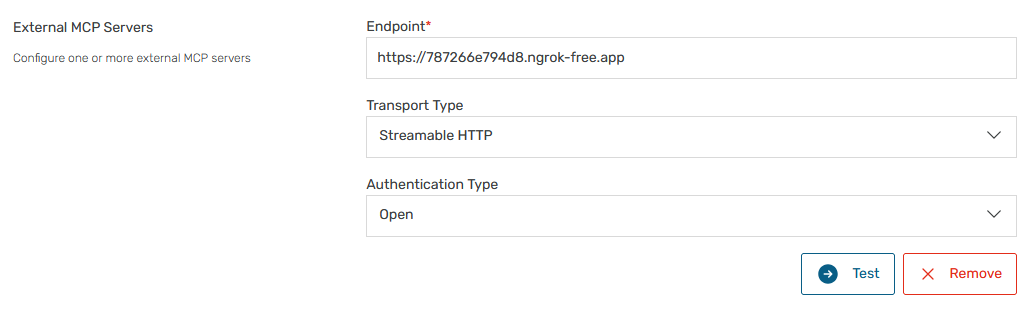 External MCP Servers
Configure one or more external MCP servers
Endpoint*
https://787266e794d8.ngrok-free.app
Transport Type
Streamable HTTP
Authentication Type
Open
Test
Remove